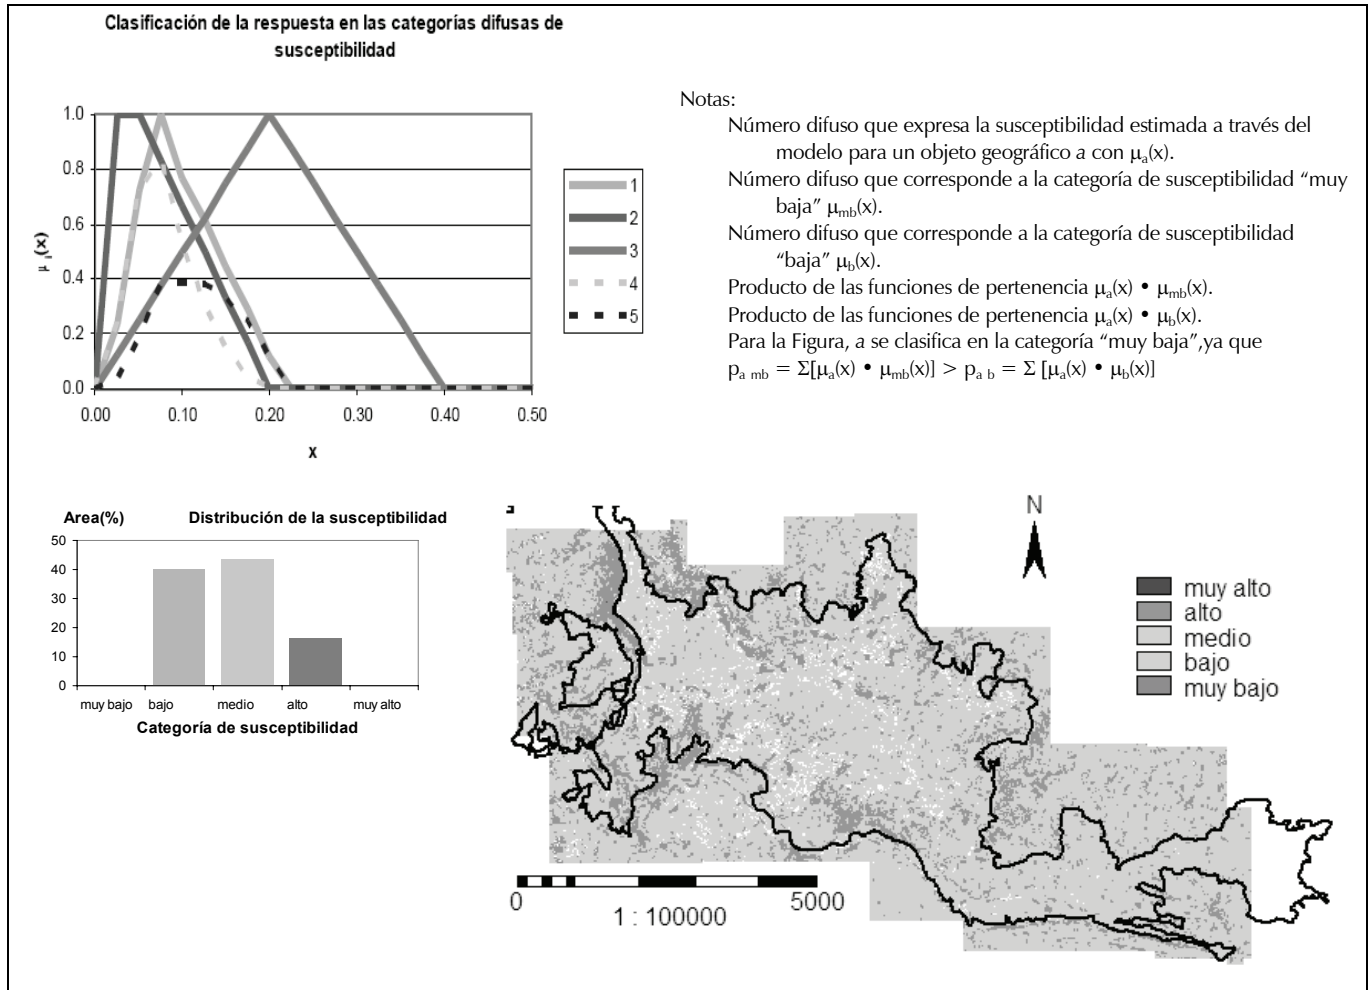 Clasificación de la respuesta en las categorías difusas de
susceptibilidad
1.0
0.8
0.6
0.4
0.2
0.0
μ i(x)
0.00
0.10
0.20
0.30
0.40
0.50
x
1
2
3
4
5
Notas:
Número difuso que expresa la susceptibilidad estimada a través del
modelo para un objeto geográfico a con μa(x).
Número difuso que corresponde a la categoría de susceptibilidad “muy
baja” μmb(x).
Número difuso que corresponde a la categoría de susceptibilidad
“baja” μb(x).
Producto de las funciones de pertenencia μa(x) • μmb(x).
Producto de las funciones de pertenencia μa(x) • μb(x).
Para la Figura, a se clasifica en la categoría “muy baja”,ya que
pa mb = Σ[μa(x) • μmb(x)] > pa b = Σ [μa(x) • μb(x)]
Area(%)
Distribución de la susceptibilidad
50
40
30
20
10
0
muy bajo
bajo
medio
alto
muy alto
Categoría de susceptibilidad
N
muy alto
alto
medio
bajo
muy bajo
0
5000
1 : 100000